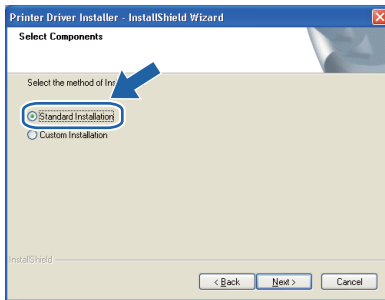 Printer Driver Installer - InstallShield Wizard
Select Components
Select the method of
Standard Installation
Custom Installation
InstallShield
< Back Next > Cancel